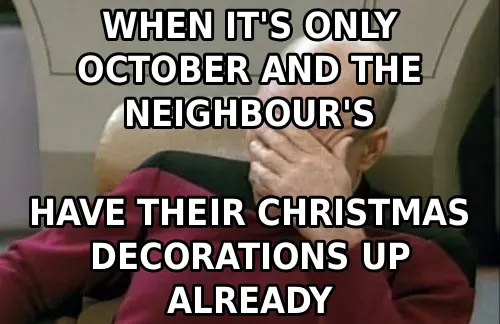 WHEN IT'S ONLY
OCTOBER AND THE
NEIGHBOUR'S
HAVE THEIR CHRISTMAS
DECORATIONS UP
ALREADY